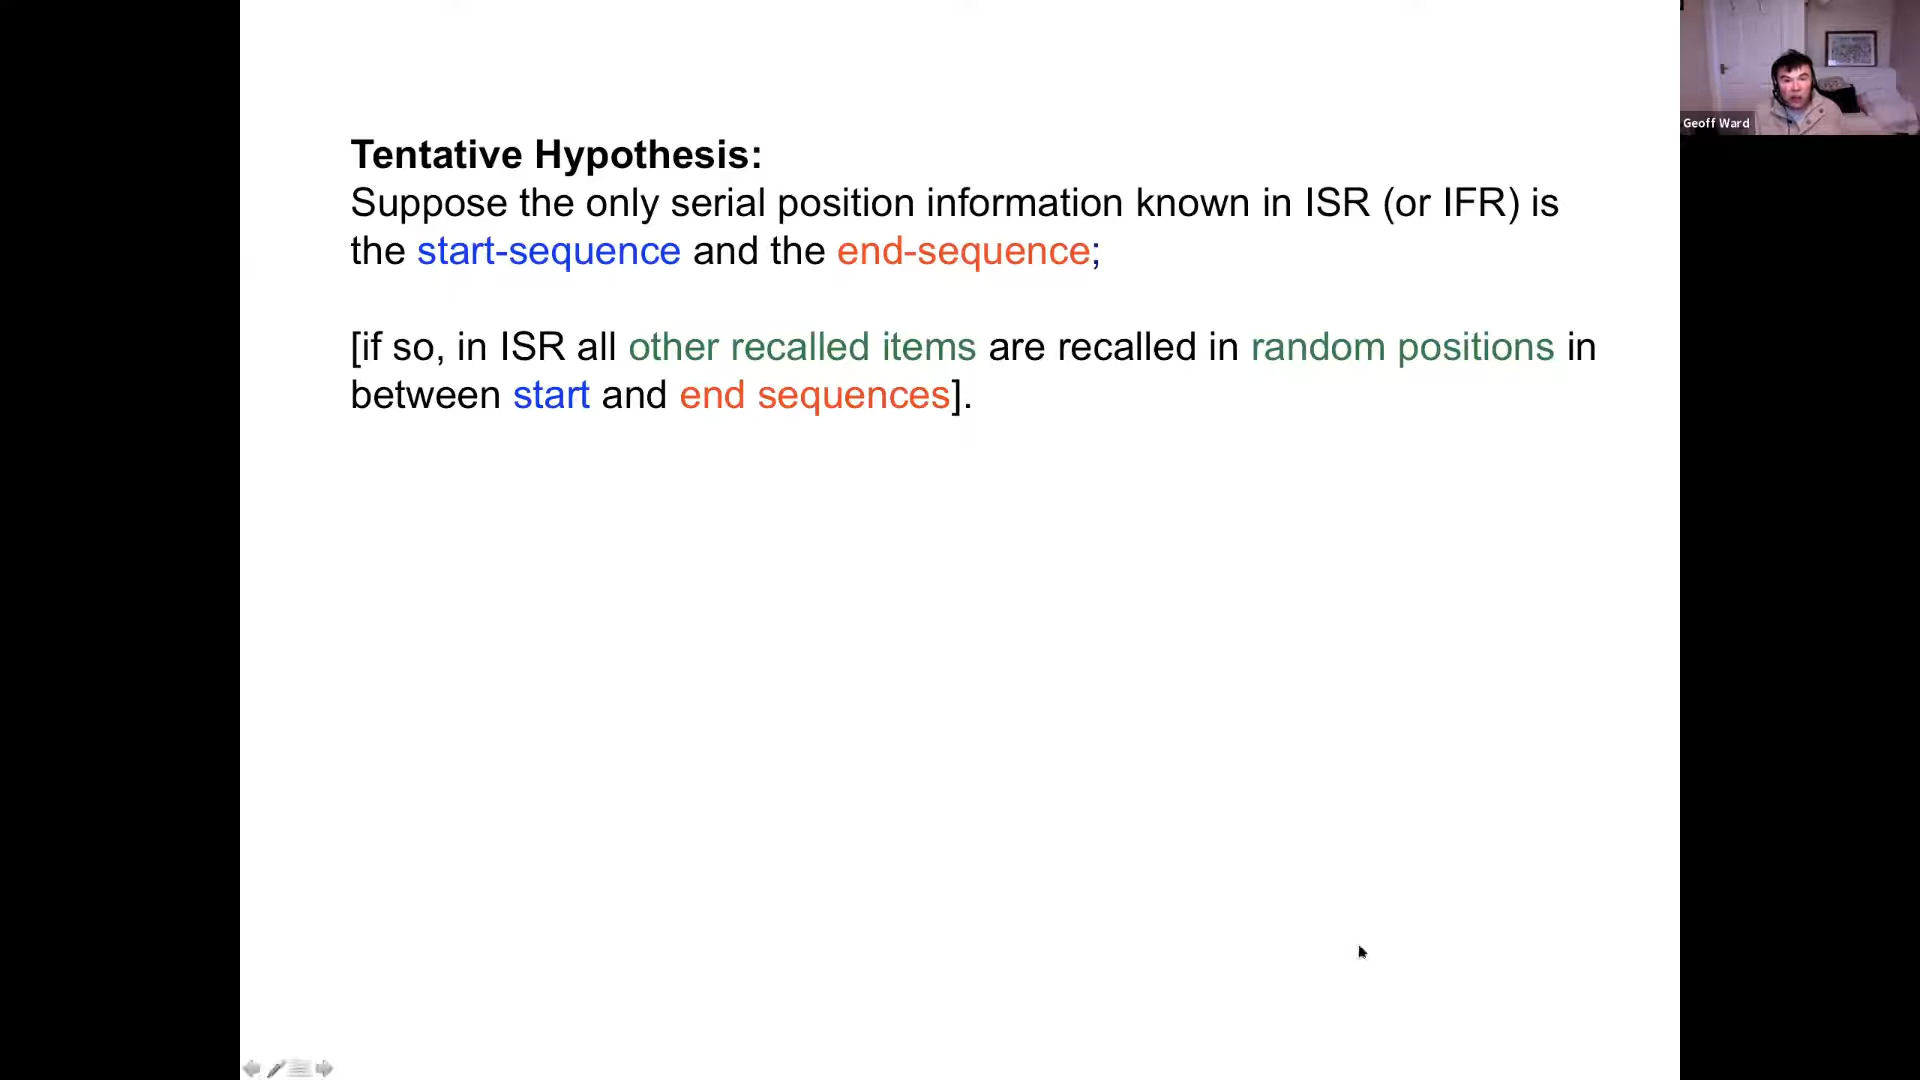 Tentative Hypothesis:
Suppose the only serial position information known in ISR (or IFR) is
the start-sequence and the end-sequence;
[if so, in ISR all other recalled items are recalled in random positions in
between start and end sequences].
Geoff Ward